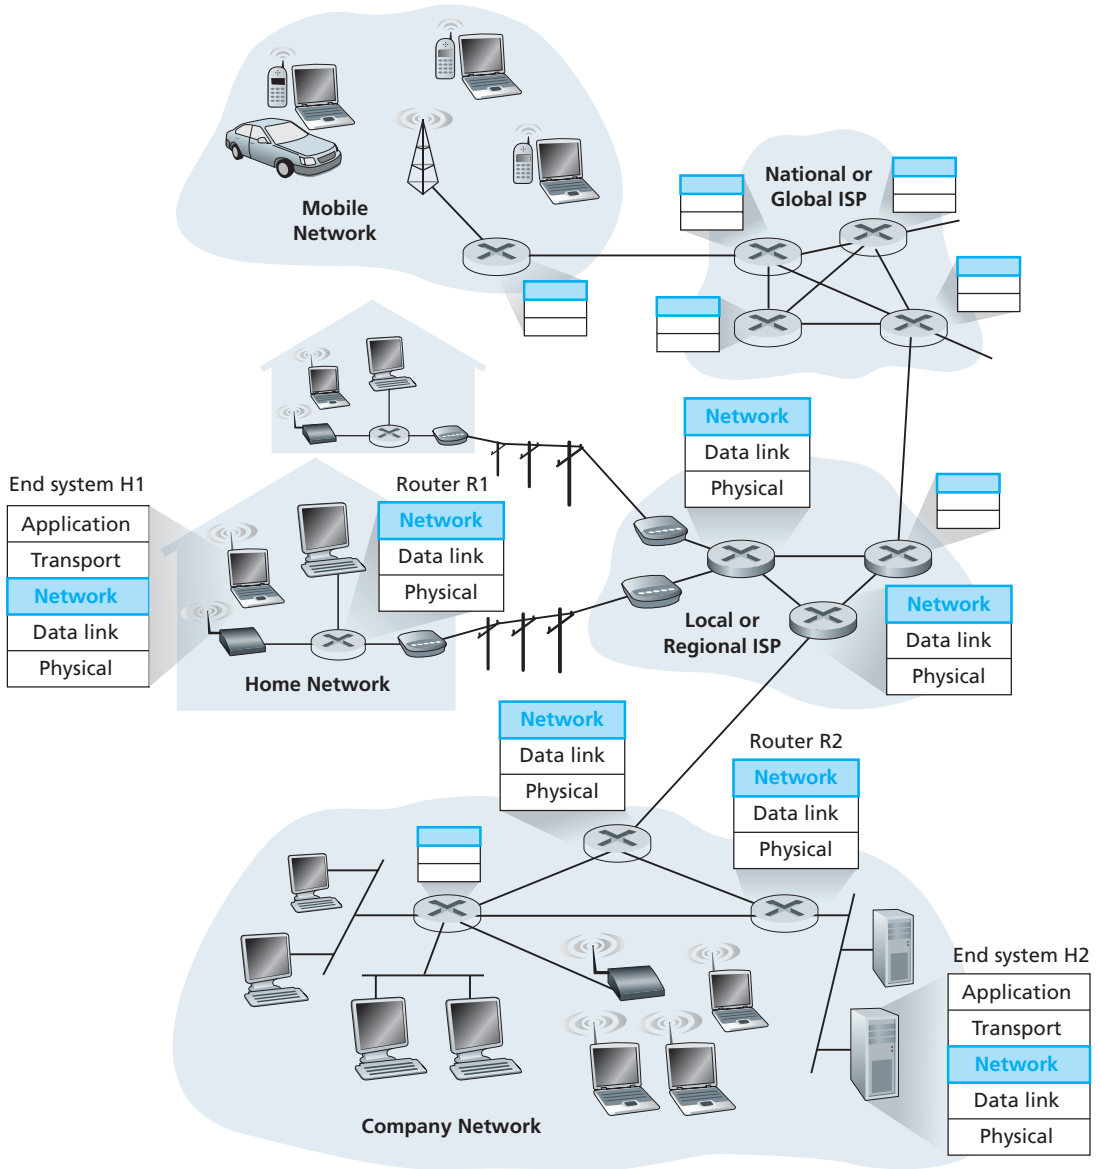 National or
Global ISP
Mobile
Network
Network
Data link
Physical
End system H1
Application
Transport
Network
Data link
Physical
Router R1
Network
Data link
Physical
Home Network
Local or
Regional ISP
Network
Data link
Physical
Network
Data link
Physical
Router R2
Network
Data link
Physical
End system H2
Application
Transport
Network
Data link
Physical
Company Network